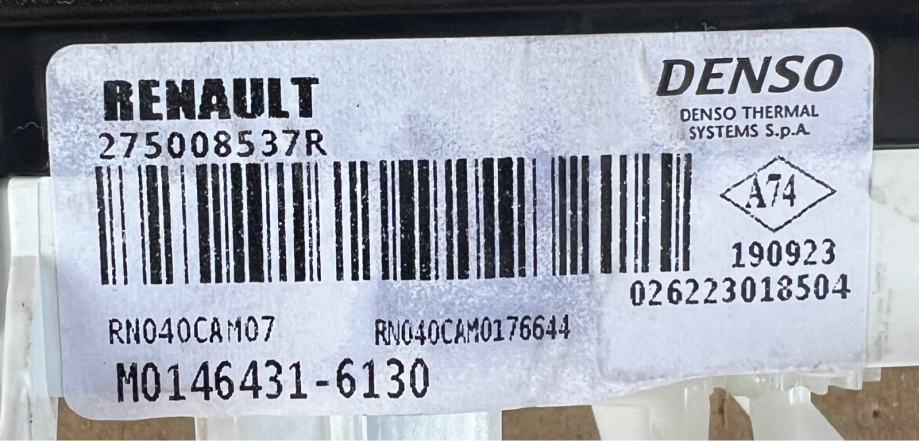 RENAULT
275008537R
DENSO
DENSO THERMAL
SYSTEMS S.p.A.
A74
190923
026223018504
RN040CAM07
RN040CAM0176644
M0146431-6130